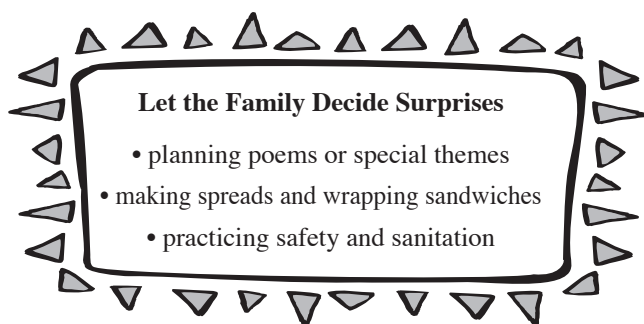 Let the Family Decide Surprises
• planning poems or special themes
• making spreads and wrapping sandwiches
• practicing safety and sanitation